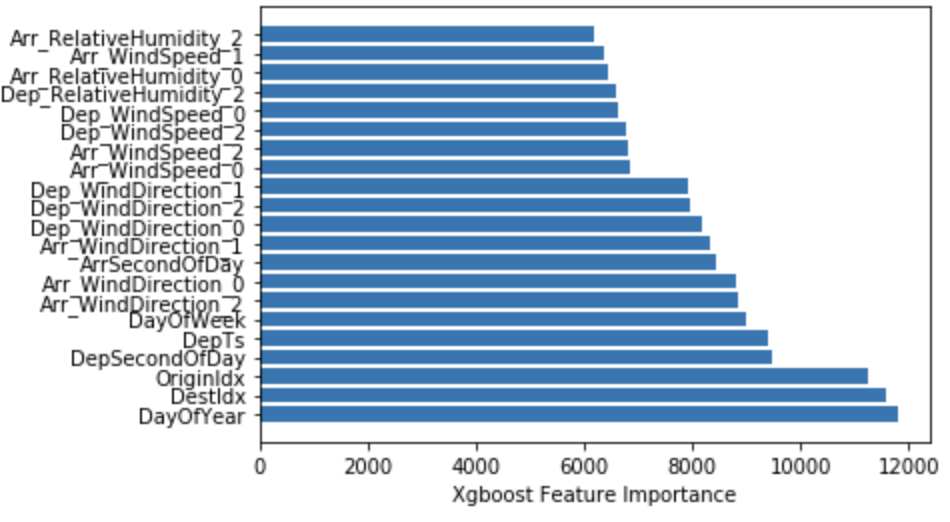 Arr_RelativeHumidity_2
Arr_WindSpeed_1
Arr_RelativeHumidity_0
Dep_RelativeHumidity_2
Dep_WindSpeed_0
Dep_WindSpeed_2
Arr_WindSpeed_2
Arr_WindSpeed_0
Dep_WindDirection_1
Dep_WindDirection_2
Dep_WindDirection_0
Arr_WindDirection_1
ArrSecondOfDay
Arr_WindDirection_0
Arr_WindDirection_2
DayOfWeek
DepTs
DepSecondOfDay
OriginIdx
DestIdx
DayOfYear
0 2000 4000 6000 8000 10000 12000
Xgboost Feature Importance